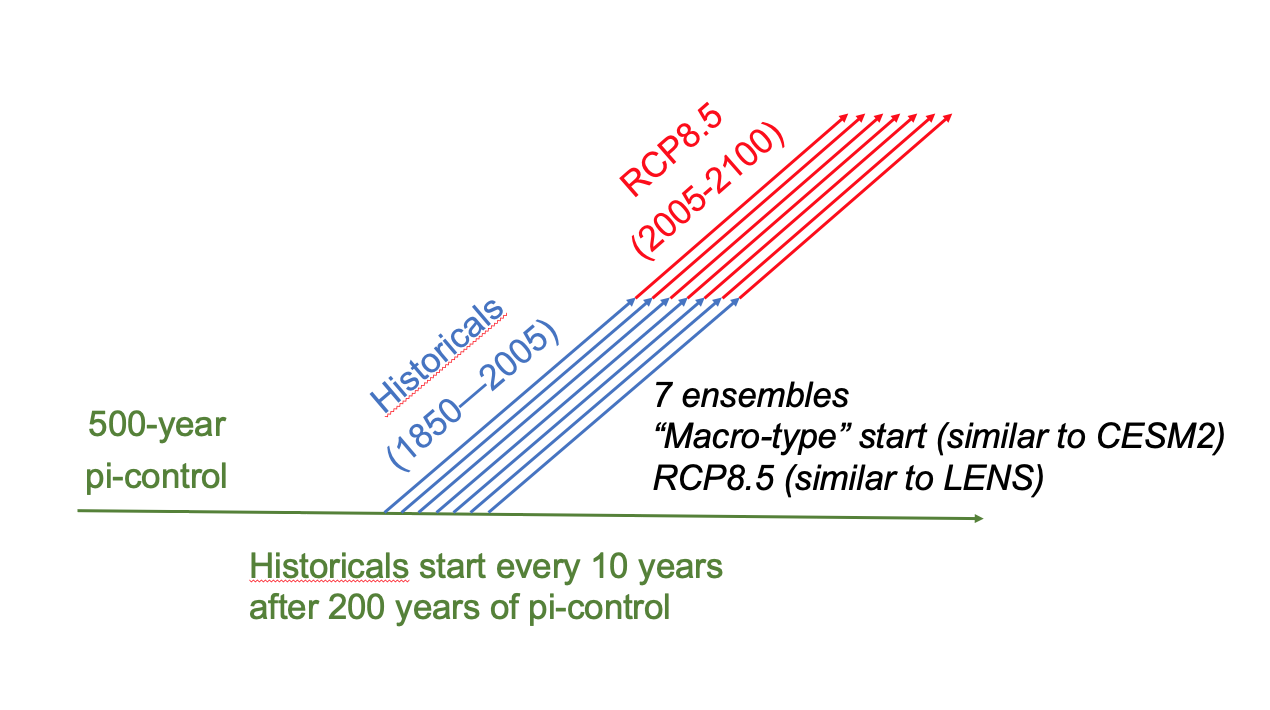 RCP8.5
(2005-2100)
Historicals
(1850—2005)
7 ensembles
“Macro-type” start (similar to CESM2)
RCP8.5 (similar to LENS)
500-year
pi-control
Historicals start every 10 years
after 200 years of pi-control